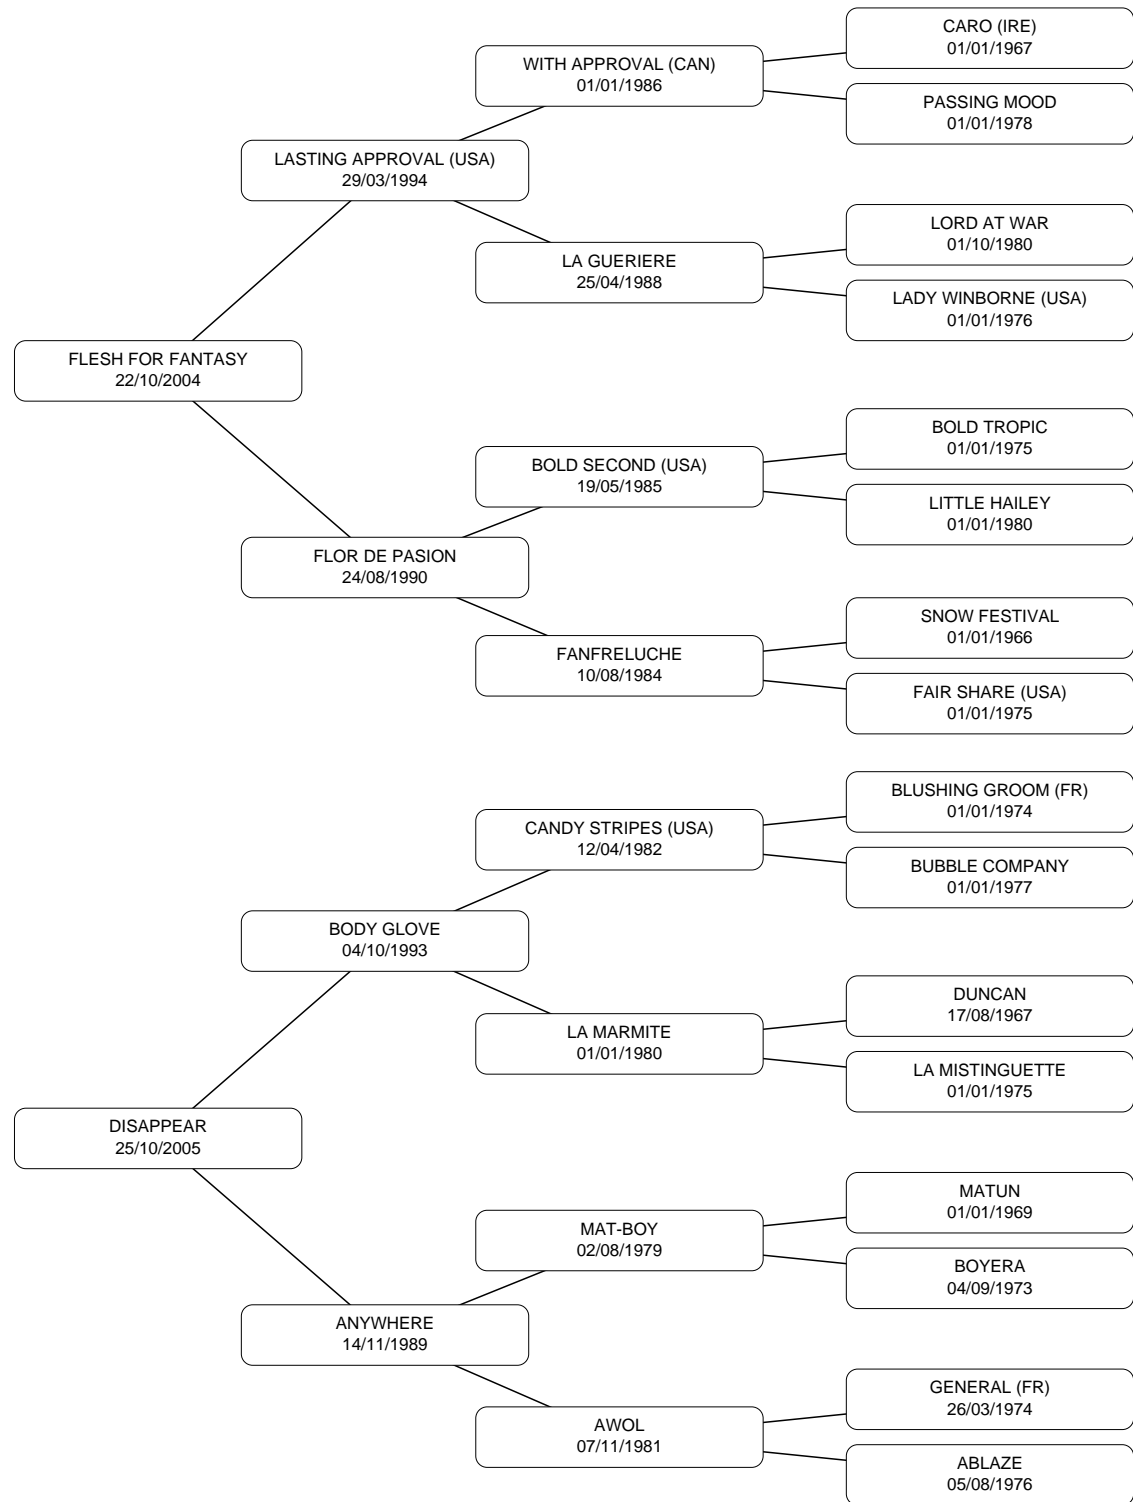 CARO (IRE)
01/01/1967
WITH APPROVAL (CAN)
01/01/1986
PASSING MOOD
01/01/1978
LASTING APPROVAL (USA)
29/03/1994
LORD AT WAR
01/10/1980
LA GUERIERE
25/04/1988
LADY WINBORNE (USA)
01/01/1976
FLESH FOR FANTASY
22/10/2004
BOLD TROPIC
01/01/1975
BOLD SECOND (USA)
19/05/1985
LITTLE HAILEY
01/01/1980
FLOR DE PASION
24/08/1990
SNOW FESTIVAL
01/01/1966
FANFRELUCHE
10/08/1984
FAIR SHARE (USA)
01/01/1975
BLUSHING GROOM (FR)
01/01/1974
CANDY STRIPES (USA)
12/04/1982
BUBBLE COMPANY
01/01/1977
BODY GLOVE
04/10/1993
DUNCAN
17/08/1967
LA MARMITE
01/01/1980
LA MISTINGUETTE
01/01/1975
DISAPPEAR
25/10/2005
MATUN
01/01/1969
MAT-BOY
02/08/1979
BOYERA
04/09/1973
ANYWHERE
14/11/1989
GENERAL (FR)
26/03/1974
AWOL
07/11/1981
ABLAZE
05/08/1976